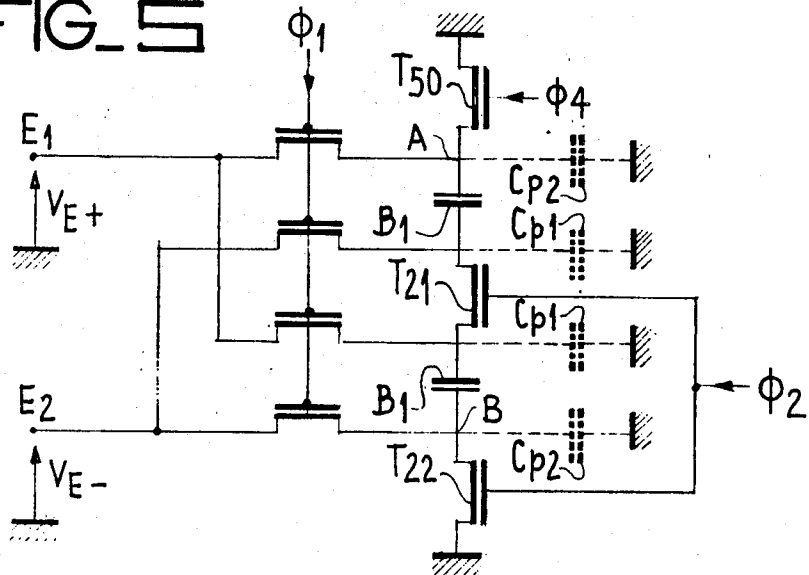 FIG_5
ϕ1
T50
ϕ4
E1
A
VE+
Cp2
B1
Cp1
T21
Cp1
E2
B1
B
ϕ2
VE-
T22
Cp2